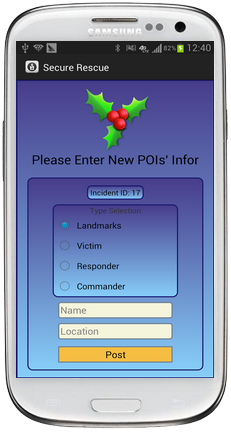 SAMSUNG
82% 12:40
Secure Rescue
Please Enter New POIs' Infor
Incident ID: 17
Type Selection
Landmarks
Victim
Responder
Commander
Name
Location
Post